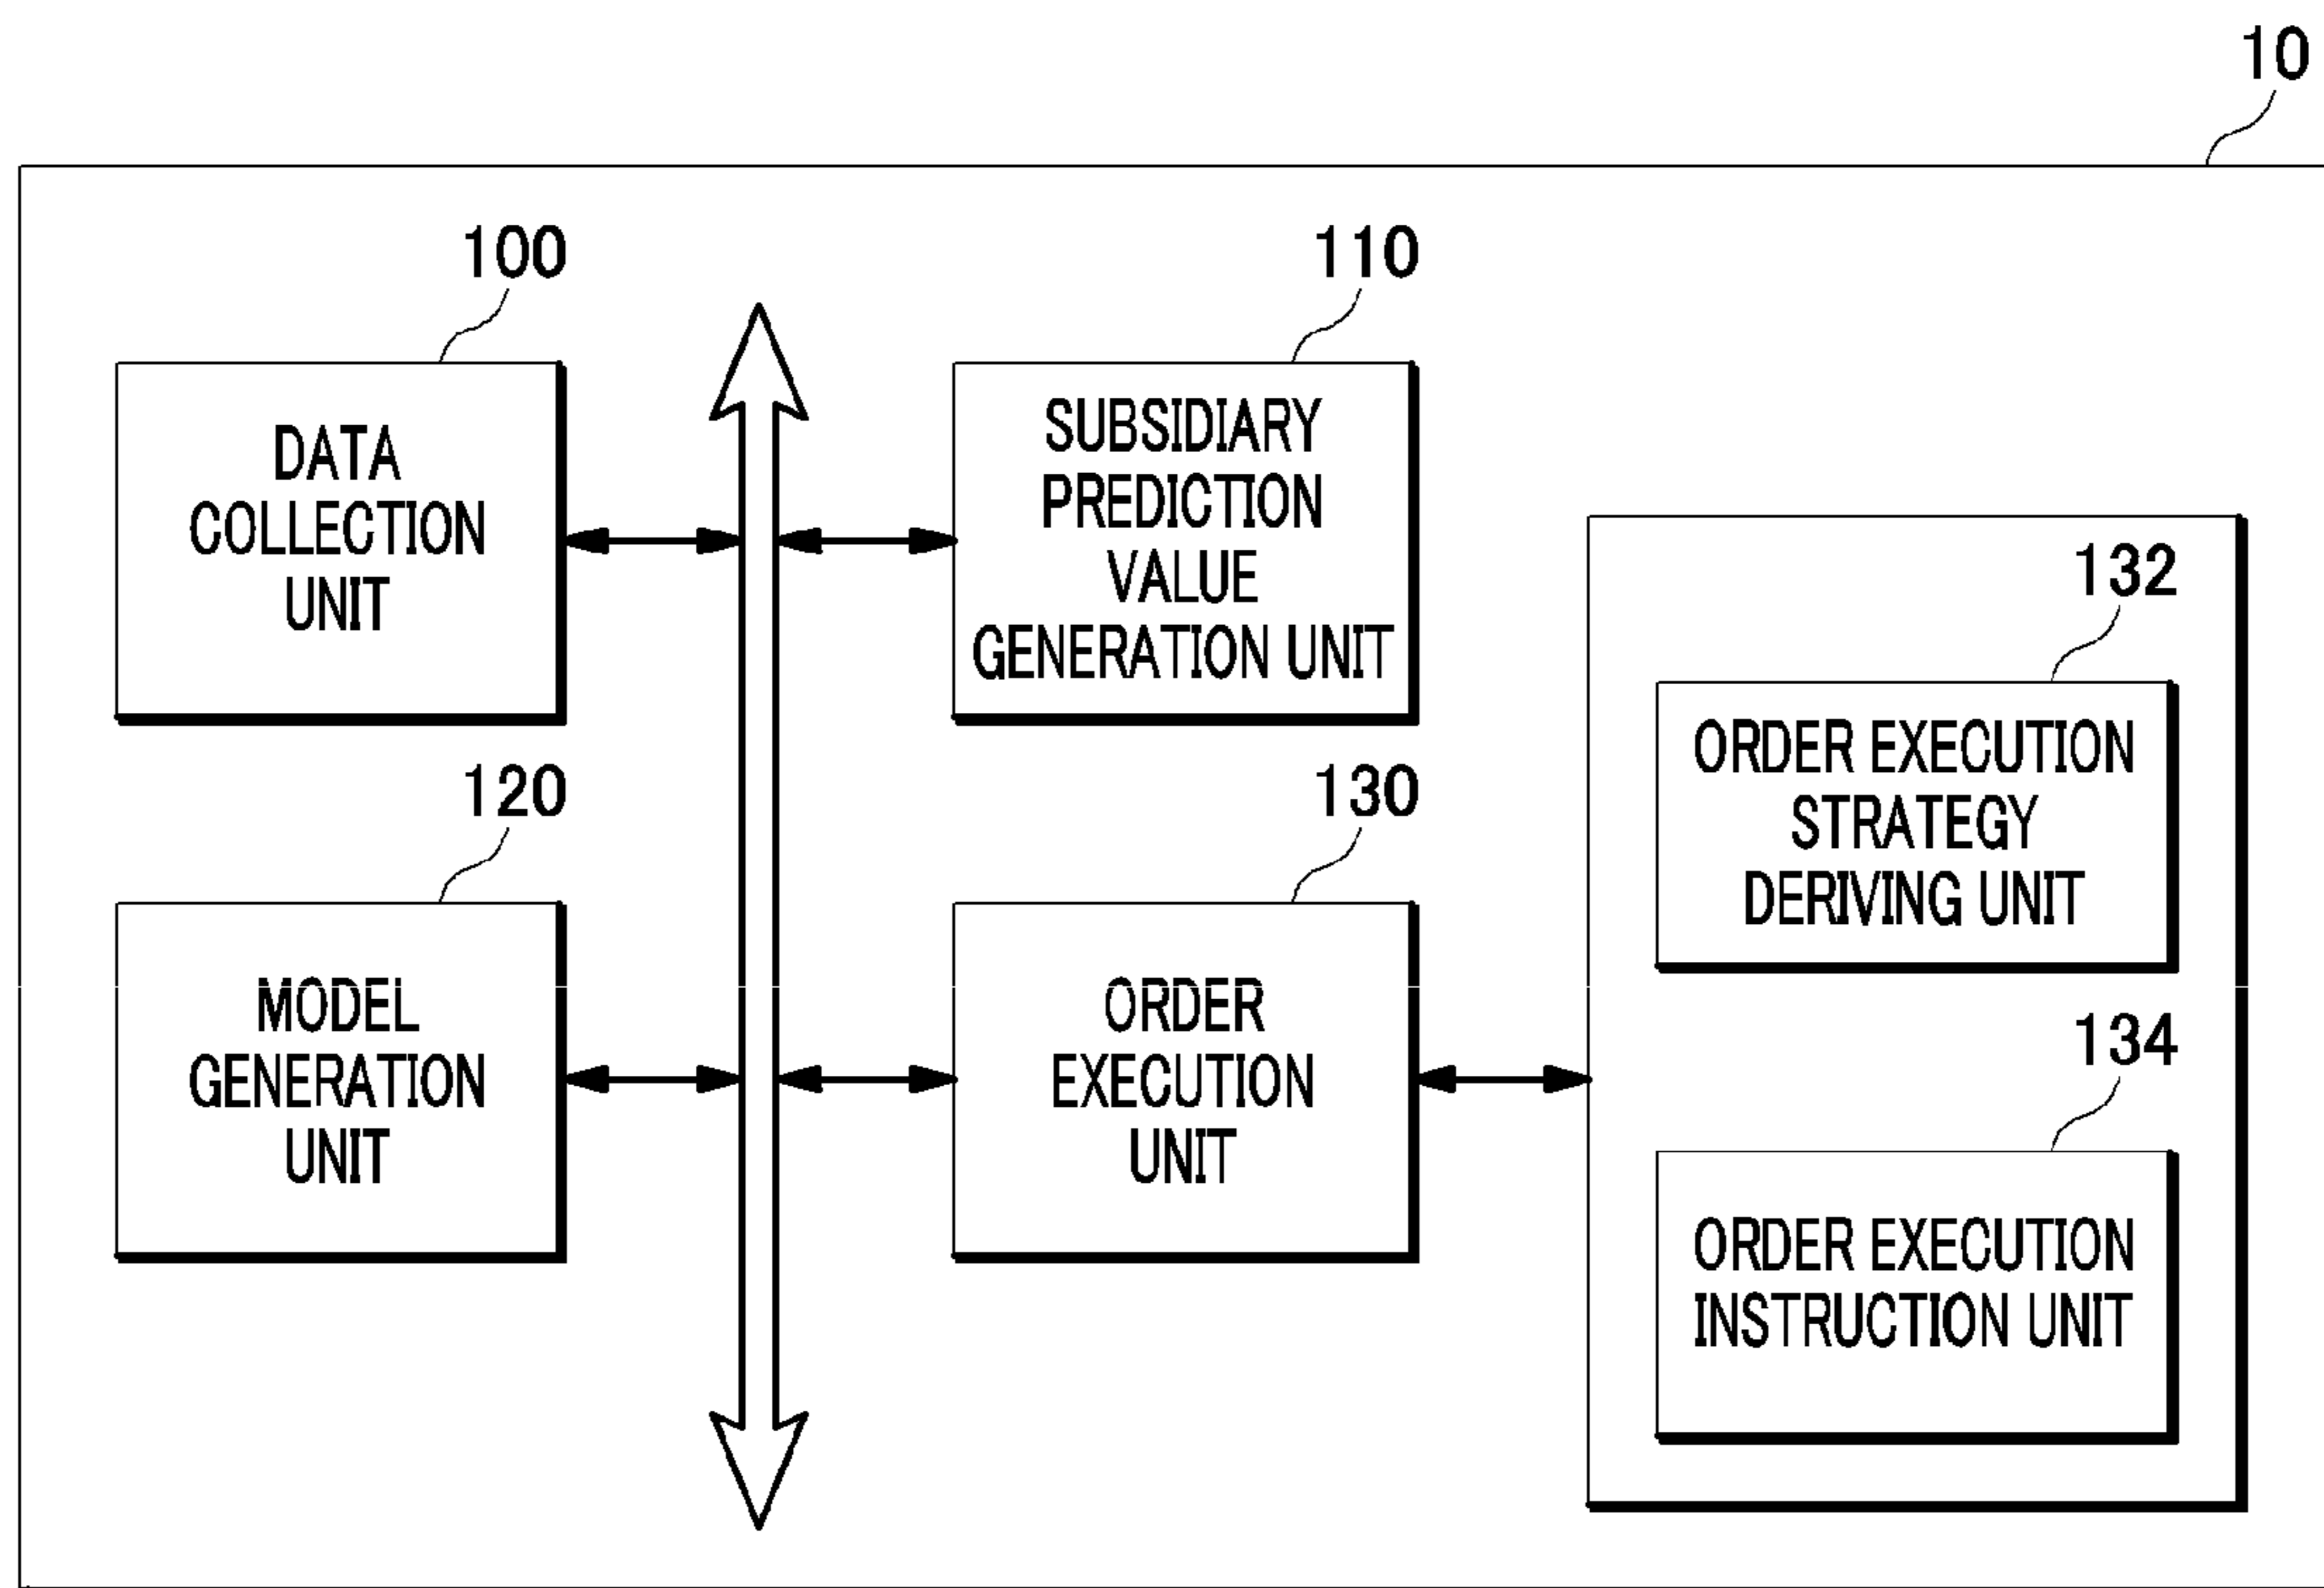 10
100
DATA
COLLECTION
UNIT
110
SUBSIDIARY
PREDICTION
VALUE
GENERATION UNIT
120
MODEL
GENERATION
UNIT
130
ORDER
EXECUTION
UNIT
132
ORDER EXECUTION
STRATEGY
DERIVING UNIT
134
ORDER EXECUTION
INSTRUCTION UNIT